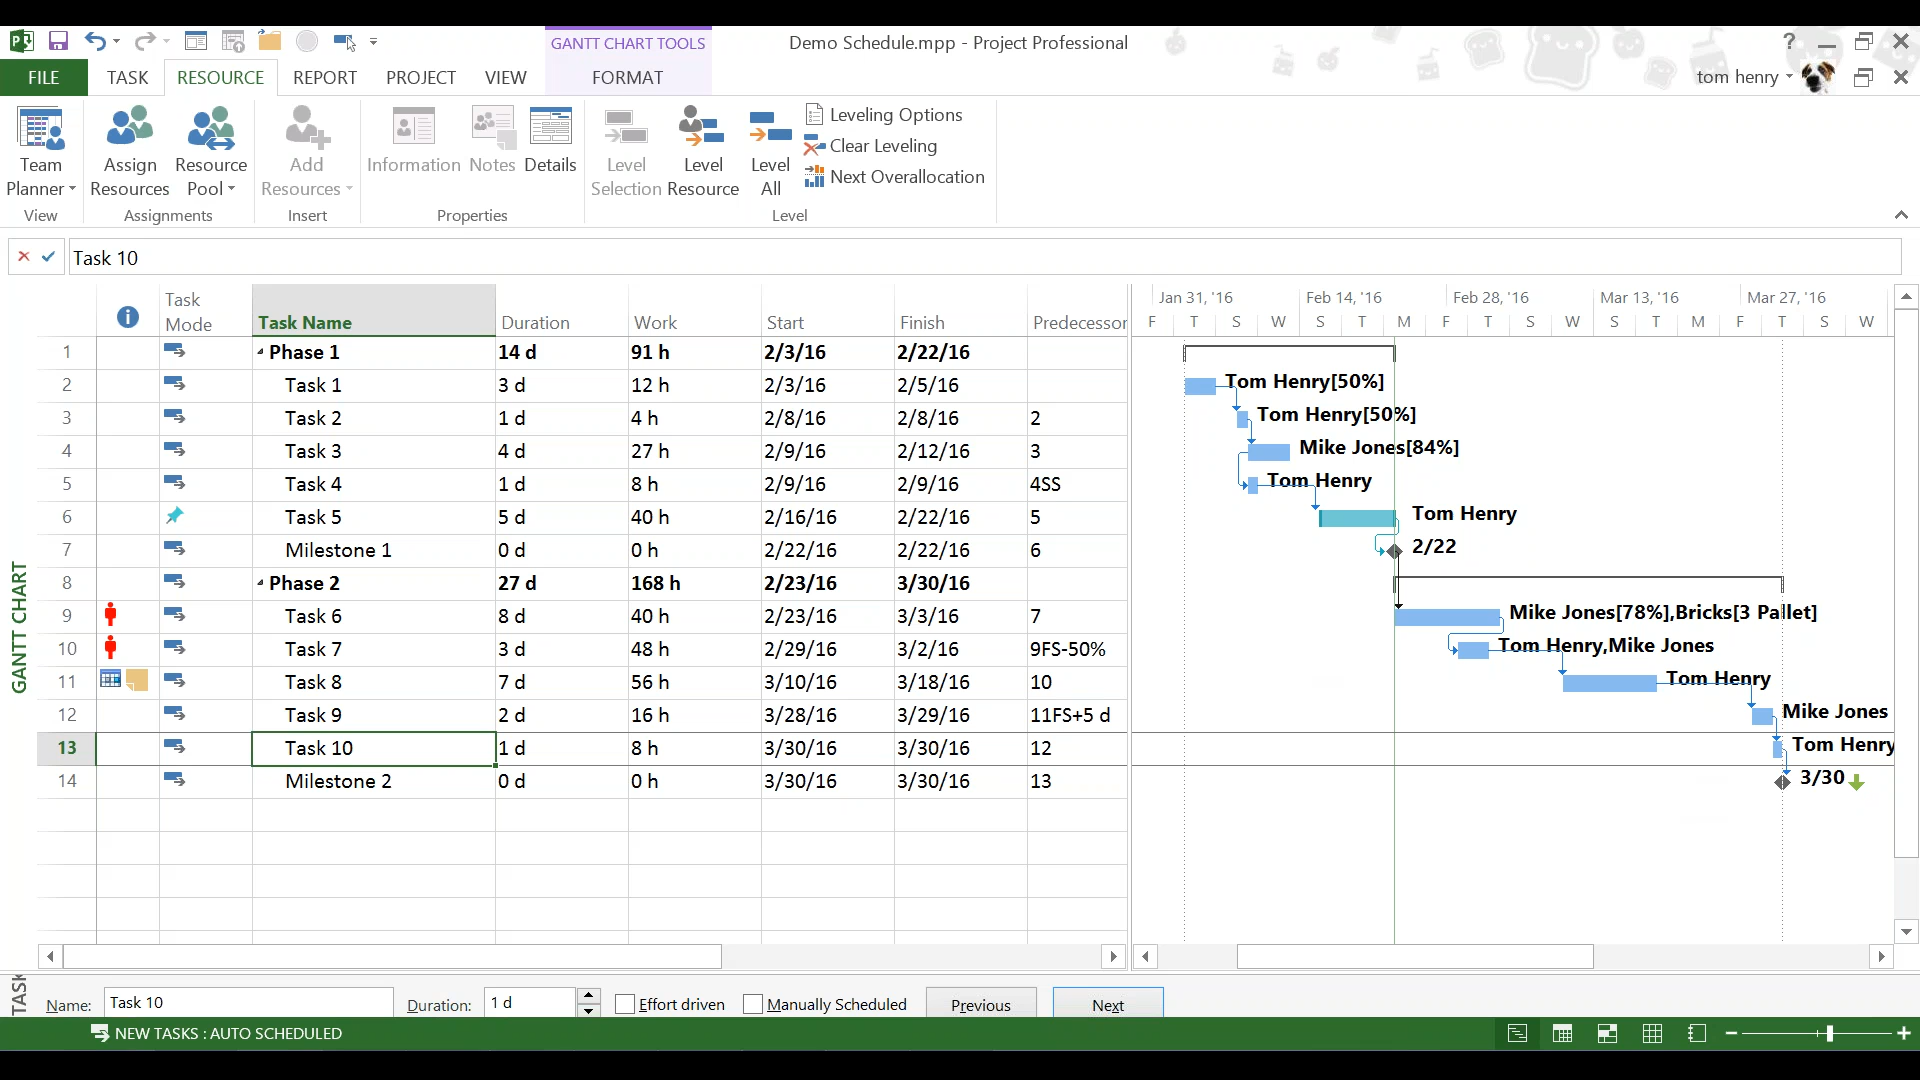 GANTT CHART TOOLS
Demo Schedule.mpp - Project Professional
?
FILE TASK RESOURCE REPORT PROJECT VIEW FORMAT
tom henry
Team Planner
Assign Resources
Resource Pool
Add Resources
Information
Notes
Details
Level Selection
Level Resource
Level All
Leveling Options
Clear Leveling
Next Overallocation
View Assignments Insert Properties Level
Task 10
Task Mode Task Name Duration Work Start Finish Predecessor
Jan 31, '16 Feb 14, '16 Feb 28, '16 Mar 13, '16 Mar 27, '16
F T S W S T M F T S W S T M F T S W
1 Phase 1 14 d 91 h 2/3/16 2/22/16
2 Task 1 3 d 12 h 2/3/16 2/5/16 Tom Henry[50%]
3 Task 2 1 d 4 h 2/8/16 2/8/16 2 Tom Henry[50%]
4 Task 3 4 d 27 h 2/9/16 2/12/16 3 Mike Jones[84%]
5 Task 4 1 d 8 h 2/9/16 2/9/16 4SS Tom Henry
6 Task 5 5 d 40 h 2/16/16 2/22/16 5 Tom Henry
7 Milestone 1 0 d 0 h 2/22/16 2/22/16 6 2/22
8 Phase 2 27 d 168 h 2/23/16 3/30/16
9 Task 6 8 d 40 h 2/23/16 3/3/16 7 Mike Jones[78%],Bricks[3 Pallet]
10 Task 7 3 d 48 h 2/29/16 3/2/16 9FS-50% Tom Henry,Mike Jones
11 Task 8 7 d 56 h 3/10/16 3/18/16 10 Tom Henry
12 Task 9 2 d 16 h 3/28/16 3/29/16 11FS+5 d Mike Jones
13 Task 10 1 d 8 h 3/30/16 3/30/16 12 Tom Henry
14 Milestone 2 0 d 0 h 3/30/16 3/30/16 13 3/30
GANTT CHART
TASK
Name: Task 10 Duration: 1 d Effort driven Manually Scheduled Previous Next
NEW TASKS : AUTO SCHEDULED